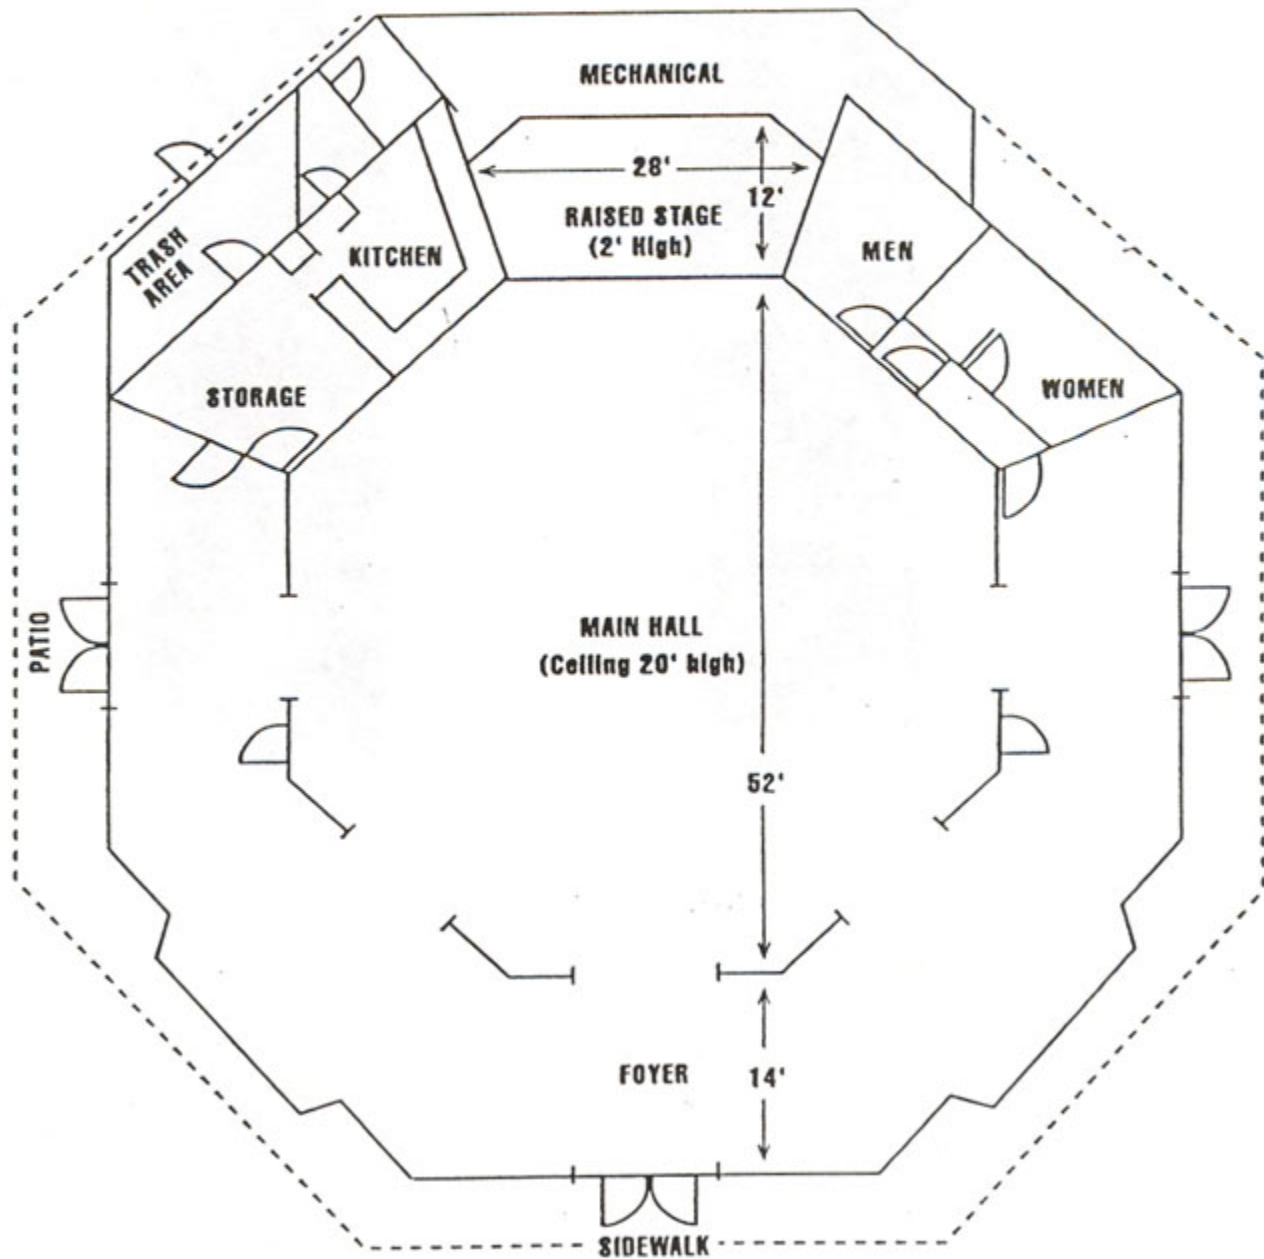 MECHANICAL
28'
12'
RAISED STAGE
(2' High)
TRASH
AREA
KITCHEN
MEN
STORAGE
WOMEN
PATIO
MAIN HALL
(Ceiling 20' high)
52'
FOYER
14'
SIDEWALK